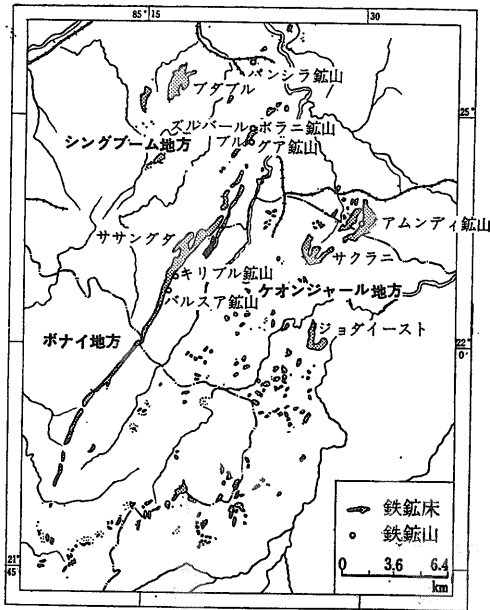 85° 15
30
バンシラ鉱山
ブダブル
25
ズルバール
ボラニ鉱山
シングブーム地方
ブル
グア鉱山
アムンディ鉱山
ササングダ
サクラニ
キリブル鉱山
ケオンジャール地方
バルスア鉱山
ジョダイースト
ボナイ地方
22°
0′
鉄鉱床
鉄鉱山
21°
45′
0 3.6 6.4
km